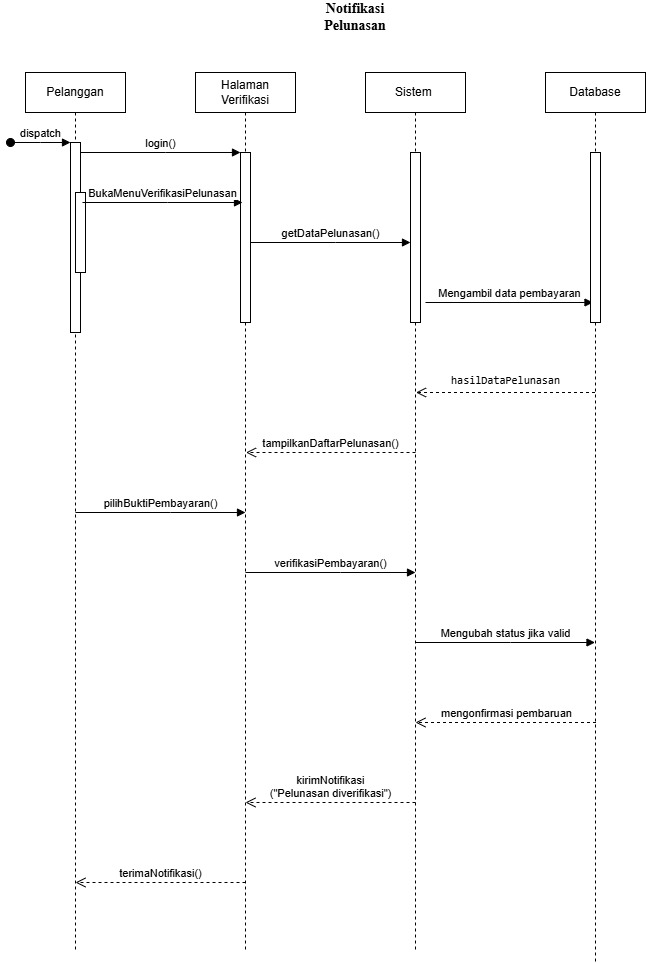 Notifikasi
Pelunasan
Pelanggan
Halaman
Verifikasi
Sistem
Database
dispatch
login()
BukaMenuVerifikasiPelunasan
getDataPelunasan()
Mengambil data pembayaran
hasilDataPelunasan
tampilkanDaftarPelunasan()
pilihBuktiPembayaran()
verifikasiPembayaran()
Mengubah status jika valid
mengonfirmasi pembaruan
kirimNotifikasi
("Pelunasan diverifikasi")
terimaNotifikasi()